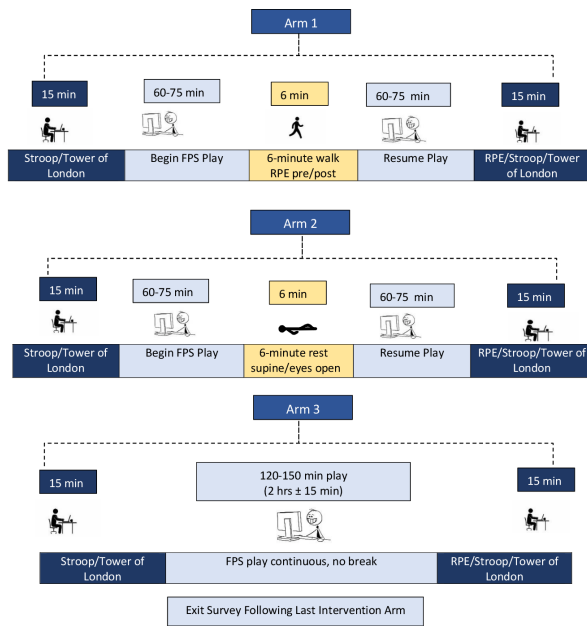 Arm 1
15 min
60-75 min
6 min
60-75 min
15 min
Stroop/Tower of
London
Begin FPS Play
6-minute walk
RPE pre/post
Resume Play
RPE/Stroop/Tower
of London
Arm 2
15 min
60-75 min
6 min
60-75 min
15 min
Stroop/Tower of
London
Begin FPS Play
6-minute rest
supine/eyes open
Resume Play
RPE/Stroop/Tower of
London
Arm 3
15 min
120-150 min play
(2 hrs ± 15 min)
15 min
Stroop/Tower of
London
FPS play continuous, no break
RPE/Stroop/Tower of
London
Exit Survey Following Last Intervention Arm